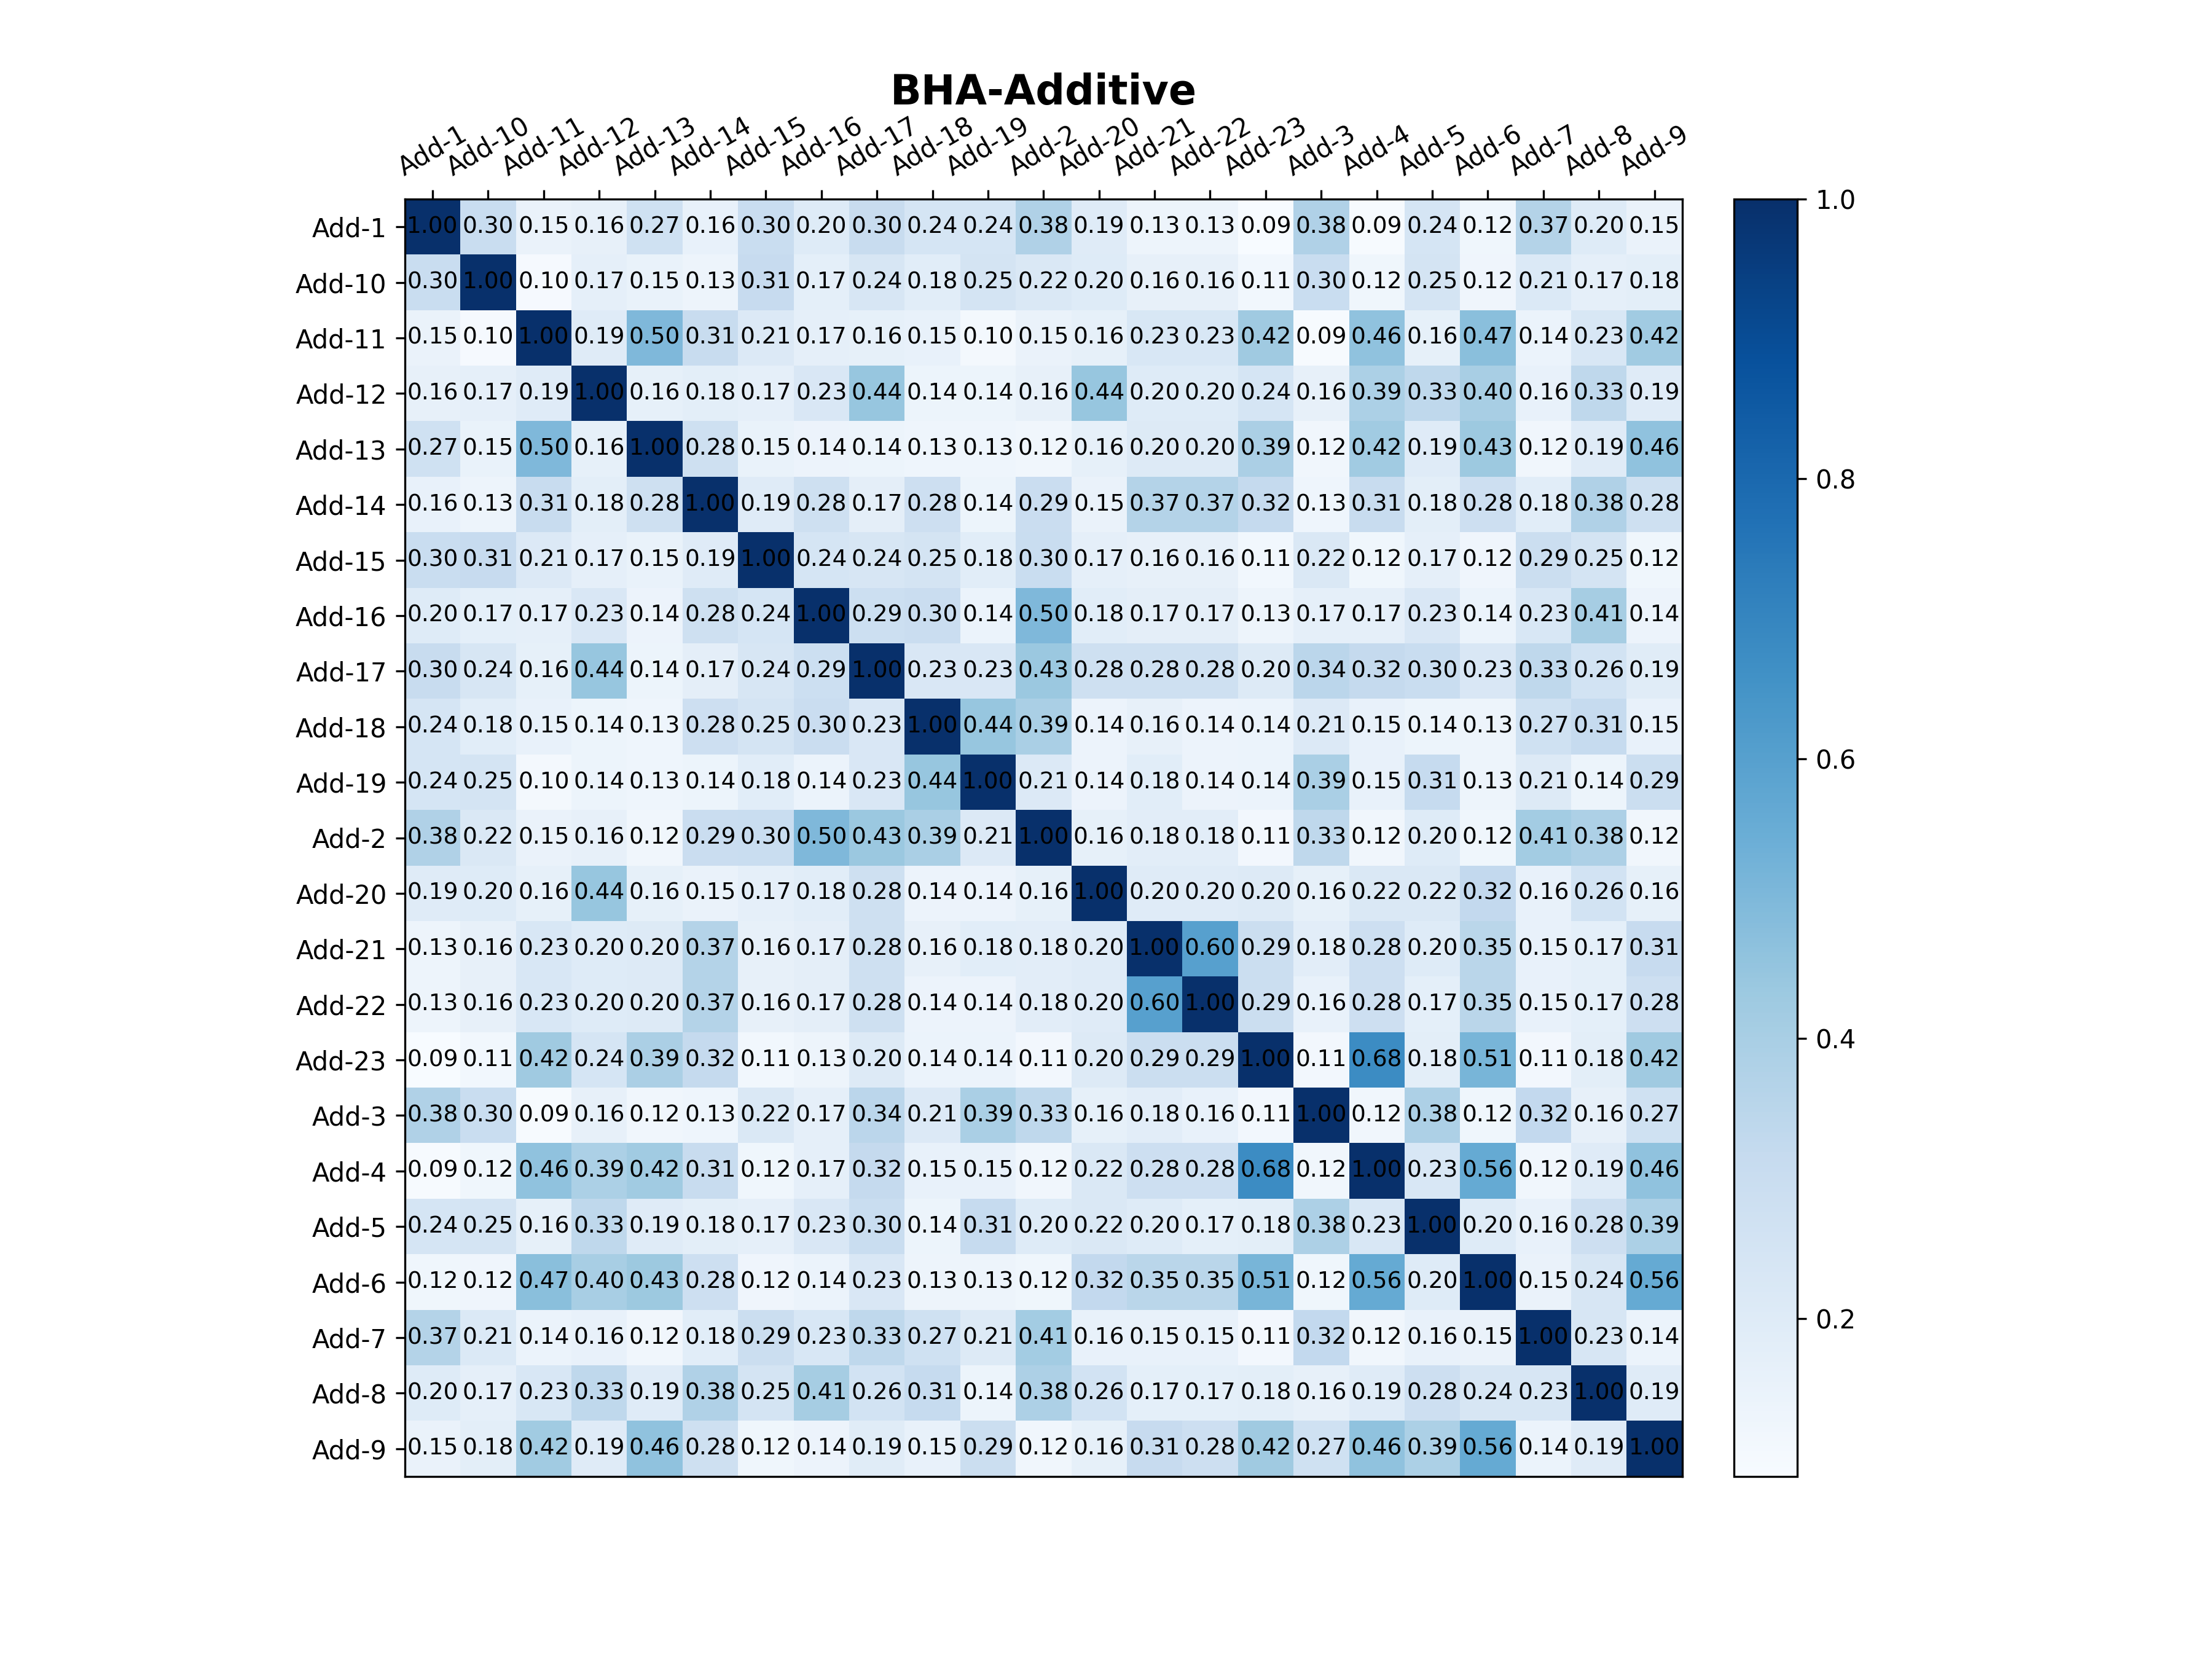 BHA-Additive
Add-1 Add-10 Add-11 Add-12 Add-13 Add-14 Add-15 Add-16 Add-17 Add-18 Add-19 Add-2 Add-20 Add-21 Add-22 Add-23 Add-3 Add-4 Add-5 Add-6 Add-7 Add-8 Add-9
Add-1 1.00 0.30 0.15 0.16 0.27 0.16 0.30 0.20 0.30 0.24 0.24 0.38 0.19 0.13 0.13 0.09 0.38 0.09 0.24 0.12 0.37 0.20 0.15
Add-10 0.30 1.00 0.10 0.17 0.15 0.13 0.31 0.17 0.24 0.18 0.25 0.22 0.20 0.16 0.16 0.11 0.30 0.12 0.25 0.12 0.21 0.17 0.18
Add-11 0.15 0.10 1.00 0.19 0.50 0.31 0.21 0.17 0.16 0.15 0.10 0.15 0.16 0.23 0.23 0.42 0.09 0.46 0.16 0.47 0.14 0.23 0.42
Add-12 0.16 0.17 0.19 1.00 0.16 0.18 0.17 0.23 0.44 0.14 0.14 0.16 0.44 0.20 0.20 0.24 0.16 0.39 0.33 0.40 0.16 0.33 0.19
Add-13 0.27 0.15 0.50 0.16 1.00 0.28 0.15 0.14 0.14 0.13 0.13 0.12 0.16 0.20 0.20 0.39 0.12 0.42 0.19 0.43 0.12 0.19 0.46
Add-14 0.16 0.13 0.31 0.18 0.28 1.00 0.19 0.28 0.17 0.28 0.14 0.29 0.15 0.37 0.37 0.32 0.13 0.31 0.18 0.28 0.18 0.38 0.28
Add-15 0.30 0.31 0.21 0.17 0.15 0.19 1.00 0.24 0.24 0.25 0.18 0.30 0.17 0.16 0.16 0.11 0.22 0.12 0.17 0.12 0.29 0.25 0.12
Add-16 0.20 0.17 0.17 0.23 0.14 0.28 0.24 1.00 0.29 0.30 0.14 0.50 0.18 0.17 0.17 0.13 0.17 0.17 0.23 0.14 0.23 0.41 0.14
Add-17 0.30 0.24 0.16 0.44 0.14 0.17 0.24 0.29 1.00 0.23 0.23 0.43 0.28 0.28 0.28 0.20 0.34 0.32 0.30 0.23 0.33 0.26 0.19
Add-18 0.24 0.18 0.15 0.14 0.13 0.28 0.25 0.30 0.23 1.00 0.44 0.39 0.14 0.16 0.14 0.14 0.21 0.15 0.14 0.13 0.27 0.31 0.15
Add-19 0.24 0.25 0.10 0.14 0.13 0.14 0.18 0.14 0.23 0.44 1.00 0.21 0.14 0.18 0.14 0.14 0.39 0.15 0.31 0.13 0.21 0.14 0.29
Add-2 0.38 0.22 0.15 0.16 0.12 0.29 0.30 0.50 0.43 0.39 0.21 1.00 0.16 0.18 0.18 0.11 0.33 0.12 0.20 0.12 0.41 0.38 0.12
Add-20 0.19 0.20 0.16 0.44 0.16 0.15 0.17 0.18 0.28 0.14 0.14 0.16 1.00 0.20 0.20 0.20 0.16 0.22 0.22 0.32 0.16 0.26 0.16
Add-21 0.13 0.16 0.23 0.20 0.20 0.37 0.16 0.17 0.28 0.16 0.18 0.18 0.20 1.00 0.60 0.29 0.18 0.28 0.20 0.35 0.15 0.17 0.31
Add-22 0.13 0.16 0.23 0.20 0.20 0.37 0.16 0.17 0.28 0.14 0.14 0.18 0.20 0.60 1.00 0.29 0.16 0.28 0.17 0.35 0.15 0.17 0.28
Add-23 0.09 0.11 0.42 0.24 0.39 0.32 0.11 0.13 0.20 0.14 0.14 0.11 0.20 0.29 0.29 1.00 0.11 0.68 0.18 0.51 0.11 0.18 0.42
Add-3 0.38 0.30 0.09 0.16 0.12 0.13 0.22 0.17 0.34 0.21 0.39 0.33 0.16 0.18 0.16 0.11 1.00 0.12 0.38 0.12 0.32 0.16 0.27
Add-4 0.09 0.12 0.46 0.39 0.42 0.31 0.12 0.17 0.32 0.15 0.15 0.12 0.22 0.28 0.28 0.68 0.12 1.00 0.23 0.56 0.12 0.19 0.46
Add-5 0.24 0.25 0.16 0.33 0.19 0.18 0.17 0.23 0.30 0.14 0.31 0.20 0.22 0.20 0.17 0.18 0.38 0.23 1.00 0.20 0.16 0.28 0.39
Add-6 0.12 0.12 0.47 0.40 0.43 0.28 0.12 0.14 0.23 0.13 0.13 0.12 0.32 0.35 0.35 0.51 0.12 0.56 0.20 1.00 0.15 0.24 0.56
Add-7 0.37 0.21 0.14 0.16 0.12 0.18 0.29 0.23 0.33 0.27 0.21 0.41 0.16 0.15 0.15 0.11 0.32 0.12 0.16 0.15 1.00 0.23 0.14
Add-8 0.20 0.17 0.23 0.33 0.19 0.38 0.25 0.41 0.26 0.31 0.14 0.38 0.26 0.17 0.17 0.18 0.16 0.19 0.28 0.24 0.23 1.00 0.19
Add-9 0.15 0.18 0.42 0.19 0.46 0.28 0.12 0.14 0.19 0.15 0.29 0.12 0.16 0.31 0.28 0.42 0.27 0.46 0.39 0.56 0.14 0.19 1.00
1.0
0.8
0.6
0.4
0.2